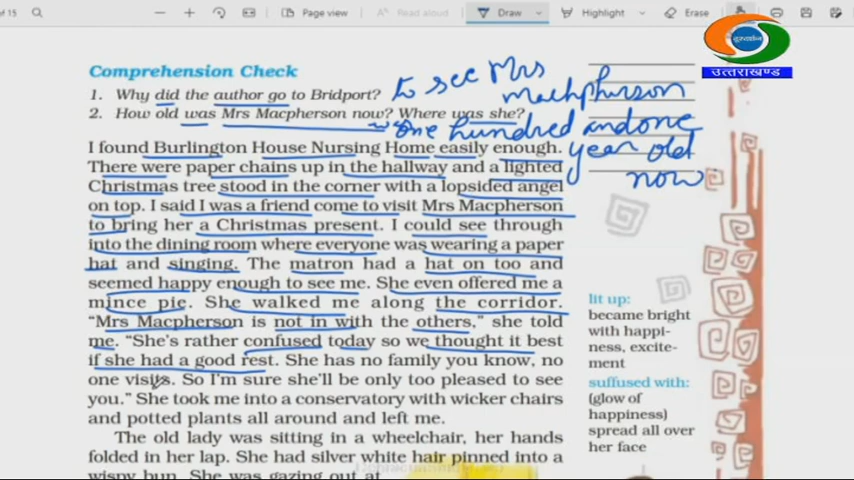 of 15
Page view
Read aloud
Draw
Highlight
Erase
दूरदर्शन
उत्तराखण्ड
Comprehension Check
1. Why did the author go to Bridport?
to see Mrs
machpherson
2. How old was Mrs Macpherson now? Where was she?
one hundred and one
year old
now
I found Burlington House Nursing Home easily enough.
There were paper chains up in the hallway and a lighted
Christmas tree stood in the corner with a lopsided angel
on top. I said I was a friend come to visit Mrs Macpherson
to bring her a Christmas present. I could see through
into the dining room where everyone was wearing a paper
hat and singing. The matron had a hat on too and
seemed happy enough to see me. She even offered me a
mince pie. She walked me along the corridor.
“Mrs Macpherson is not in with the others,” she told
me. “She’s rather confused today so we thought it best
if she had a good rest. She has no family you know, no
one visits. So I’m sure she’ll be only too pleased to see
you.” She took me into a conservatory with wicker chairs
and potted plants all around and left me.
The old lady was sitting in a wheelchair, her hands
folded in her lap. She had silver white hair pinned into a
wispy bun. She was gazing out at
lit up:
became bright
with happi-
ness, excite-
ment
suffused with:
(glow of
happiness)
spread all over
her face